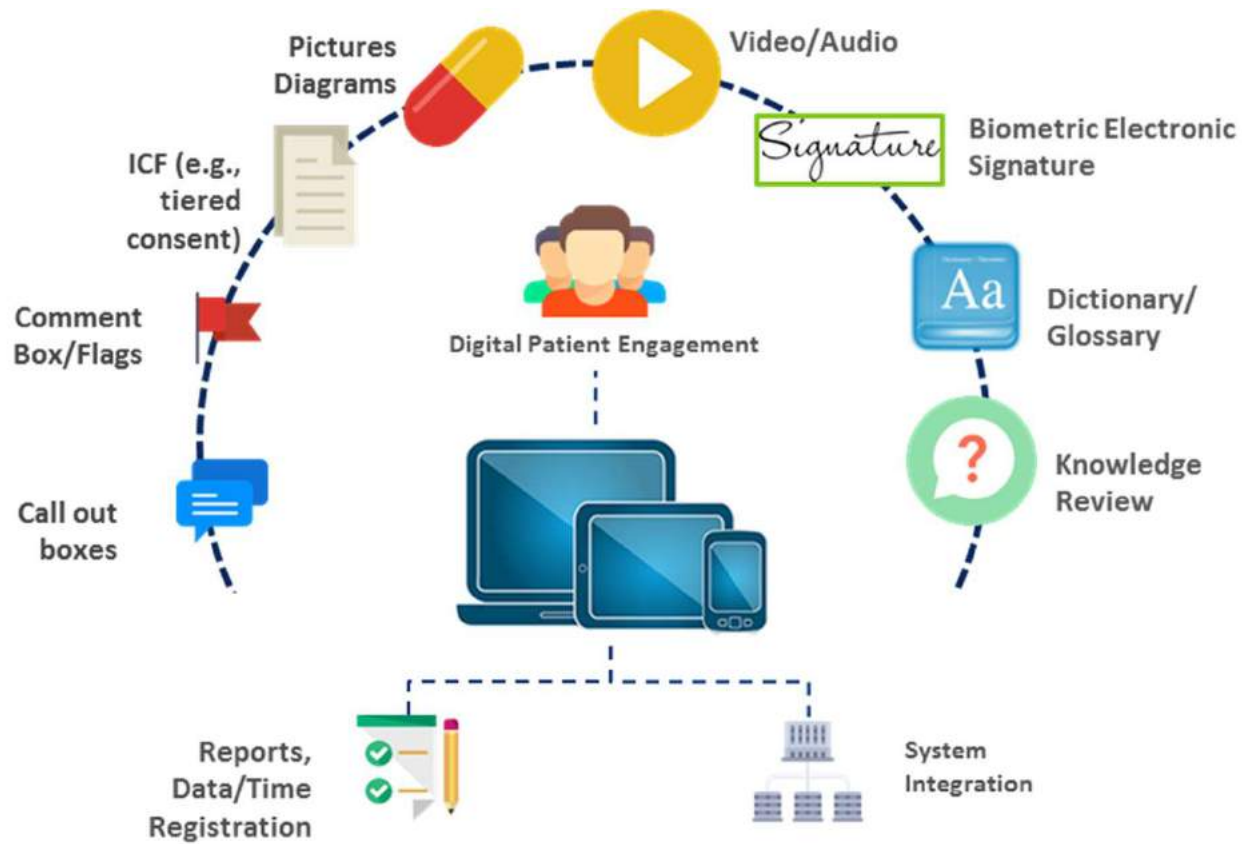 Pictures
Diagrams
Video/Audio
Signature
Biometric Electronic
Signature
ICF (e.g.,
tiered
consent)
Aa
Dictionary/
Glossary
Comment
Box/Flags
Digital Patient Engagement
?
Knowledge
Review
Call out
boxes
Reports,
Data/Time
Registration
System
Integration